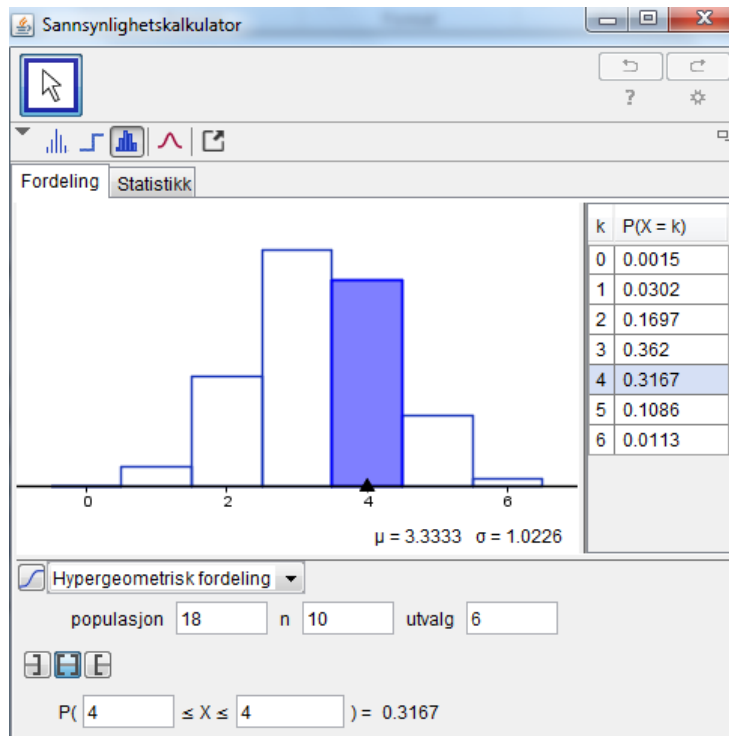 Sannsynlighetskalkulator
?
Fordeling Statistikk
k P(X = k)
0 0.0015
1 0.0302
2 0.1697
3 0.362
4 0.3167
5 0.1086
6 0.0113
0 2 4 6
μ = 3.3333 σ = 1.0226
Hypergeometrisk fordeling
populasjon 18 n 10 utvalg 6
P( 4 ≤ X ≤ 4 ) = 0.3167